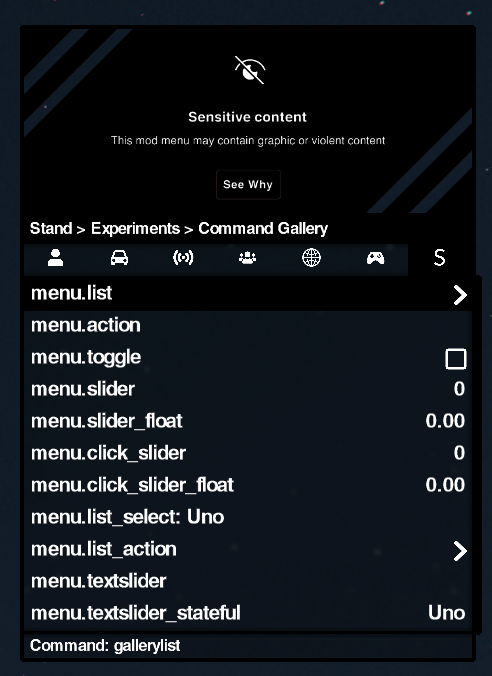 Sensitive content
This mod menu may contain graphic or violent content
See Why
Stand > Experiments > Command Gallery
S
menu.list
menu.action
menu.toggle
menu.slider 0
menu.slider_float 0.00
menu.click_slider 0
menu.click_slider_float 0.00
menu.list_select: Uno
menu.list_action
menu.textslider
menu.textslider_stateful Uno
Command: gallerylist